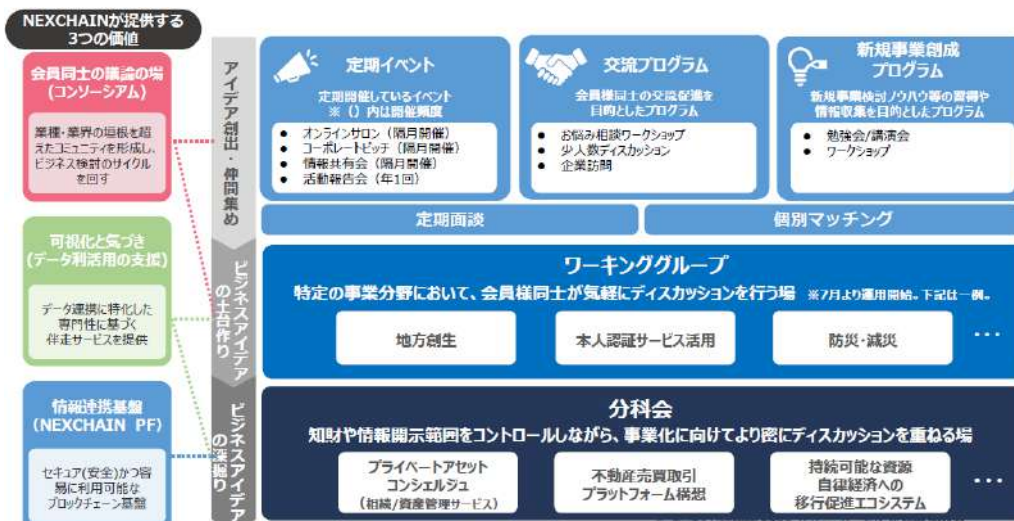 NEXCHAINが提供する
3つの価値
会員同士の議論の場
(コンソーシアム)
業種・業界の垣根を超
えたコミュニティを形成し、
ビジネス検討のサイクル
を回す
可視化と気づき
(データ利活用の支援)
データ連携に特化した
専門性に基づく
伴走サービスを提供
情報連携基盤
(NEXCHAIN PF)
セキュア(安全)かつ容
易に利用可能な
ブロックチェーン基盤
アイデア創出・仲間集め
定期イベント
定期開催しているイベント
※ () 内は開催頻度
● オンラインサロン(隔月開催)
● コーポレートピッチ(隔月開催)
● 情報共有会(隔月開催)
● 活動報告会(年1回)
交流プログラム
会員様同士の交流促進を
目的としたプログラム
● お悩み相談ワークショップ
● 少人数ディスカッション
● 企業訪問
新規事業創成
プログラム
新規事業検討ノウハウ等の習得や
情報収集を目的としたプログラム
● 勉強会/講演会
● ワークショップ
定期面談
個別マッチング
ビジネスアイデア
の土台作り
ワーキンググループ
特定の事業分野において、会員様同士が気軽にディスカッションを行う場 ※7月より運用開始。下記は一例。
地方創生
本人認証サービス活用
防災・減災
…
ビジネスアイデア
の深掘り
分科会
知財や情報開示範囲をコントロールしながら、事業化に向けてより密にディスカッションを重ねる場
プライベートアセット
コンシェルジュ
(相続/資産管理サービス)
不動産売買取引
プラットフォーム構想
持続可能な資源
自律経済への
移行促進エコシステム
…